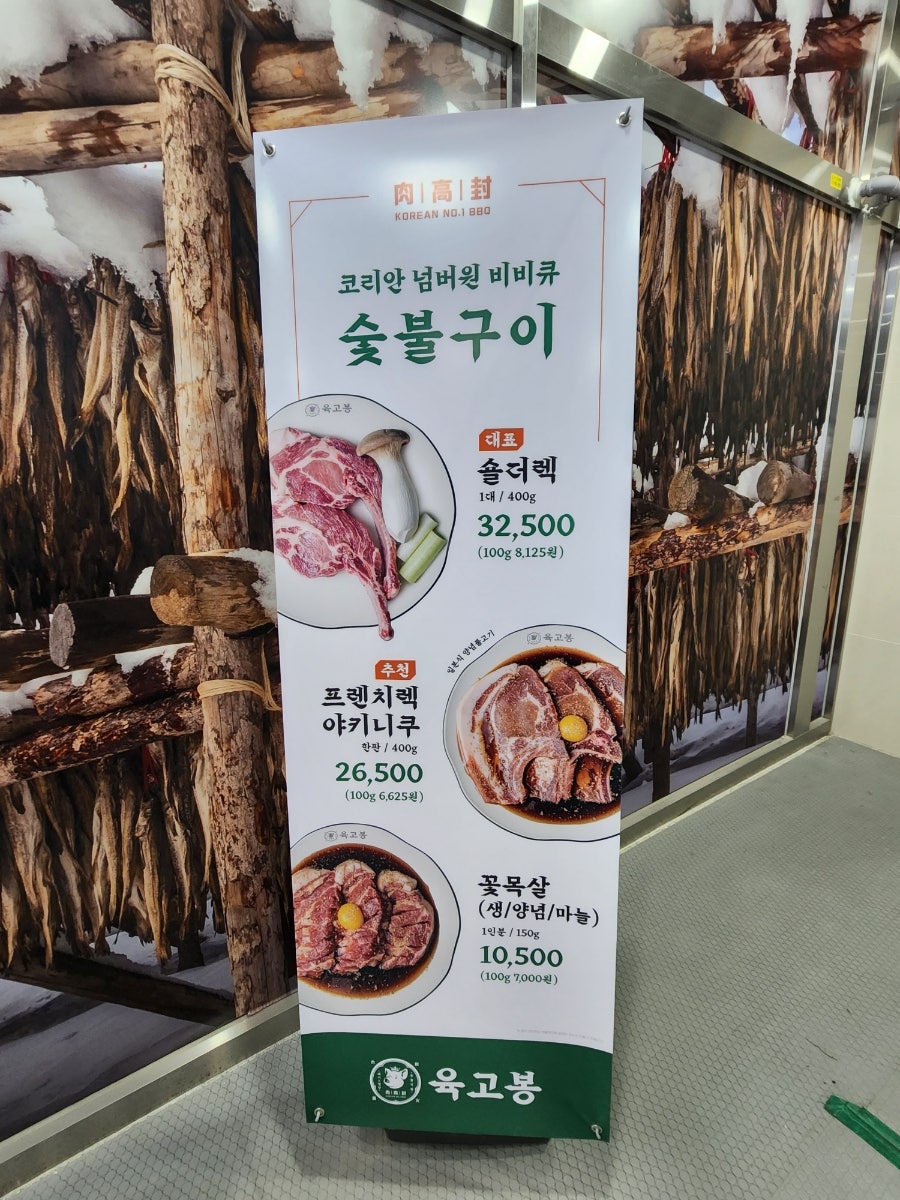 肉|高|封
KOREAN NO.1 BBQ
코리안 넘버원 비비큐
숯불구이
육고봉
대표
숄더렉
1대 / 400g
32,500
(100g 8,125원)
육고봉
일본식 양념불고기
추천
프렌치렉
야키니쿠
한판 / 400g
26,500
(100g 6,625원)
육고봉
꽃목살
(생/양념/마늘)
1인분 / 150g
10,500
(100g 7,000원)
육고봉